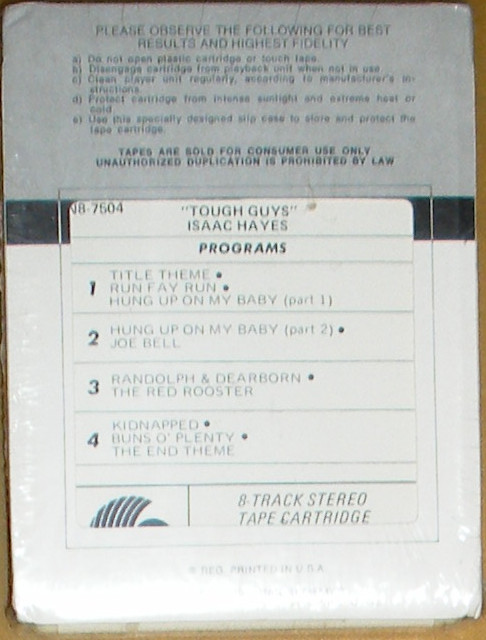 PLEASE OBSERVE THE FOLLOWING FOR BEST
RESULTS AND HIGHEST FIDELITY
a) Do not open plastic cartridge or touch tape.
b) Disengage cartridge from playback unit when not in use.
c) Clean player unit regularly, according to manufacturer's in-
structions.
d) Protect cartridge from intense sunlight and extreme heat or
cold.
e) Use this specially designed slip case to store and protect the
tape cartridge.
TAPES ARE SOLD FOR CONSUMER USE ONLY
UNAUTHORIZED DUPLICATION IS PROHIBITED BY LAW
N8-7504
"TOUGH GUYS"
ISAAC HAYES
PROGRAMS
1 TITLE THEME •
RUN FAY RUN •
HUNG UP ON MY BABY (part 1)
2 HUNG UP ON MY BABY (part 2) •
JOE BELL
3 RANDOLPH & DEARBORN •
THE RED ROOSTER
4 KIDNAPPED •
BUNS O' PLENTY •
THE END THEME
8-TRACK STEREO
TAPE CARTRIDGE
® REG. PRINTED IN U.S.A.